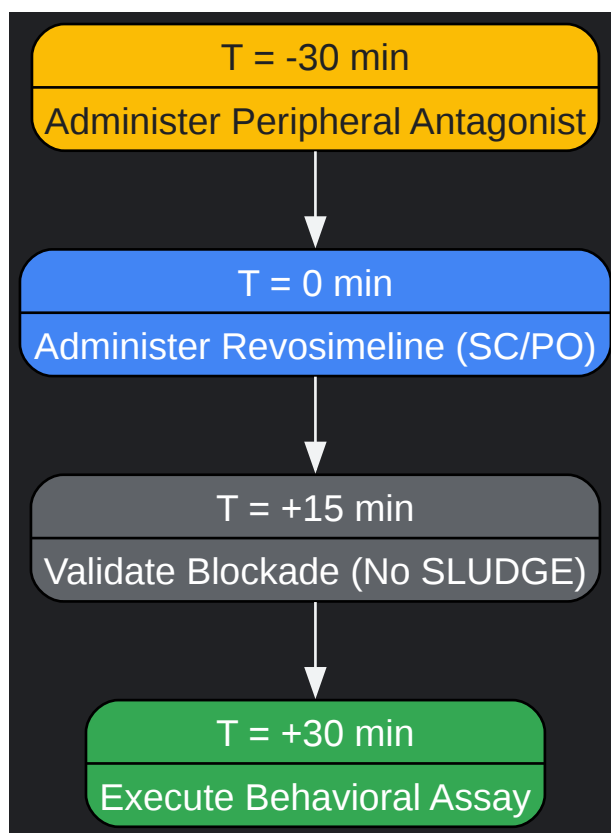 T = -30 min
Administer Peripheral Antagonist
T = 0 min
Administer Revosimeline (SC/PO)
T = +15 min
Validate Blockade (No SLUDGE)
T = +30 min
Execute Behavioral Assay